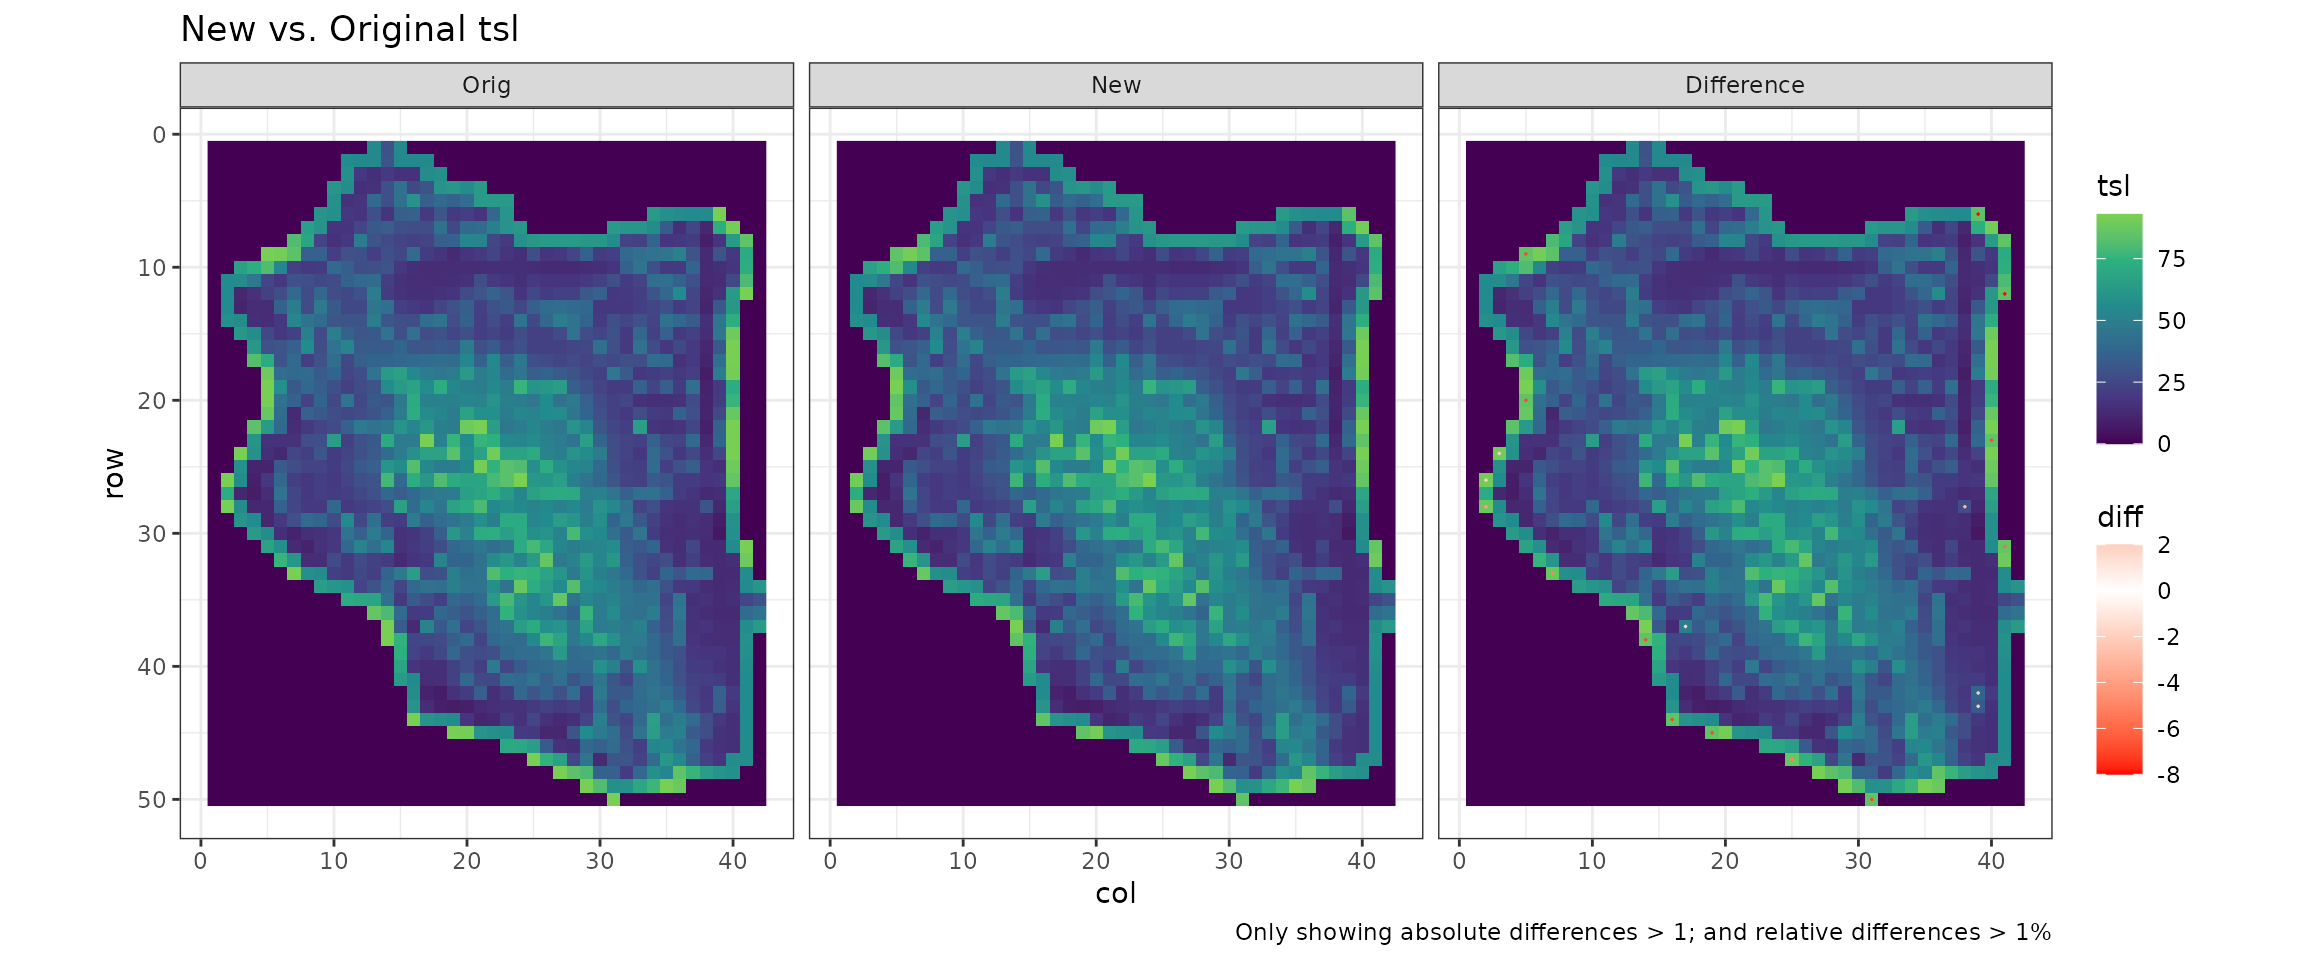 New vs. Original tsl
Orig
New
Difference
row
0
10
20
30
40
50
0 10 20 30 40
0 10 20 30 40
0 10 20 30 40
col
tsl
75
50
25
0
diff
2
0
-2
-4
-6
-8
Only showing absolute differences > 1; and relative differences > 1%